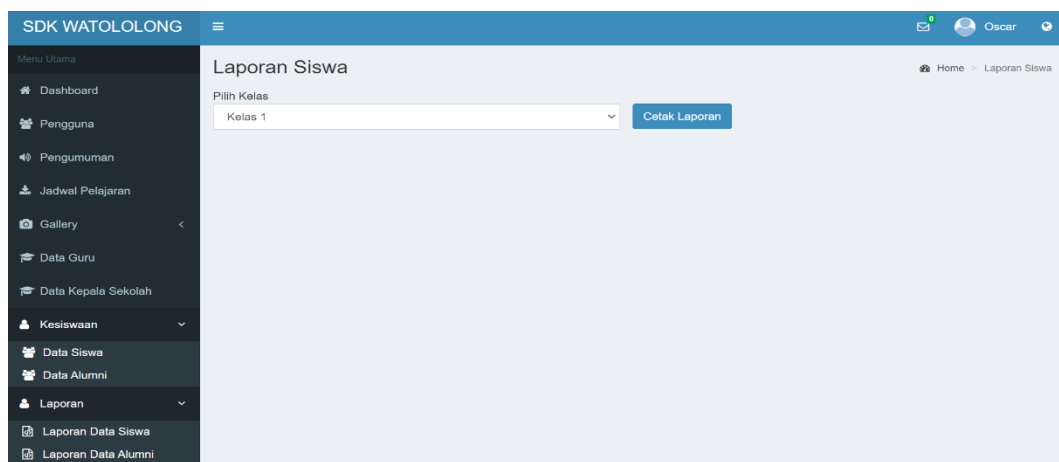 SDK WATOLOLONG
0
Oscar
Menu Utama
Dashboard
Pengguna
Pengumuman
Jadwal Pelajaran
Gallery
Data Guru
Data Kepala Sekolah
Kesiswaan
Data Siswa
Data Alumni
Laporan
Laporan Data Siswa
Laporan Data Alumni
Laporan Siswa
Home > Laporan Siswa
Pilih Kelas
Kelas 1
Cetak Laporan